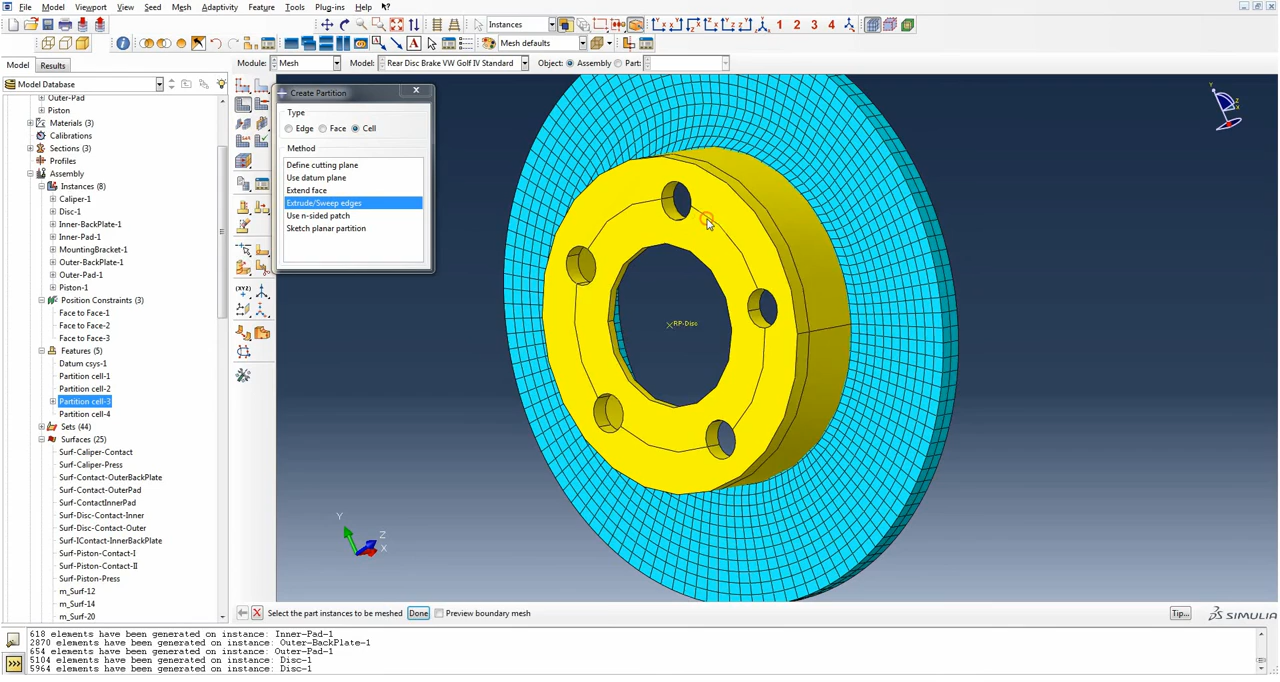 File Model Viewport View Seed Mesh Adaptivity Feature Tools Plug-ins Help
Instances
1 2 3 4
Mesh defaults
Model Results
Module: Mesh Model: Rear Disc Brake VW Golf IV Standard Object: Assembly Part:
Model Database
Outer-Pad
Piston
Materials (3)
Calibrations
Sections (3)
Profiles
Assembly
Instances (8)
Caliper-1
Disc-1
Inner-BackPlate-1
Inner-Pad-1
MountingBracket-1
Outer-BackPlate-1
Outer-Pad-1
Piston-1
Position Constraints (3)
Face to Face-1
Face to Face-2
Face to Face-3
Features (5)
Datum csys-1
Partition cell-1
Partition cell-2
Partition cell-3
Partition cell-4
Sets (44)
Surfaces (25)
Surf-Caliper-Contact
Surf-Caliper-Press
Surf-Contact-OuterBackPlate
Surf-Contact-OuterPad
Surf-ContactInnerPad
Surf-Disc-Contact-Inner
Surf-Disc-Contact-Outer
Surf-IContact-InnerBackPlate
Surf-Piston-Contact-I
Surf-Piston-Contact-II
Surf-Piston-Press
m_Surf-12
m_Surf-14
m_Surf-20
Create Partition
Type
Edge Face Cell
Method
Define cutting plane
Use datum plane
Extend face
Extrude/Sweep edges
Use n-sided patch
Sketch planar partition
RP-Disc
Y
Z
X
Select the part instances to be meshed Done Preview boundary mesh
Tip...
SIMULIA
618 elements have been generated on instance: Inner-Pad-1
2870 elements have been generated on instance: Outer-BackPlate-1
654 elements have been generated on instance: Outer-Pad-1
5104 elements have been generated on instance: Disc-1
5964 elements have been generated on instance: Disc-1